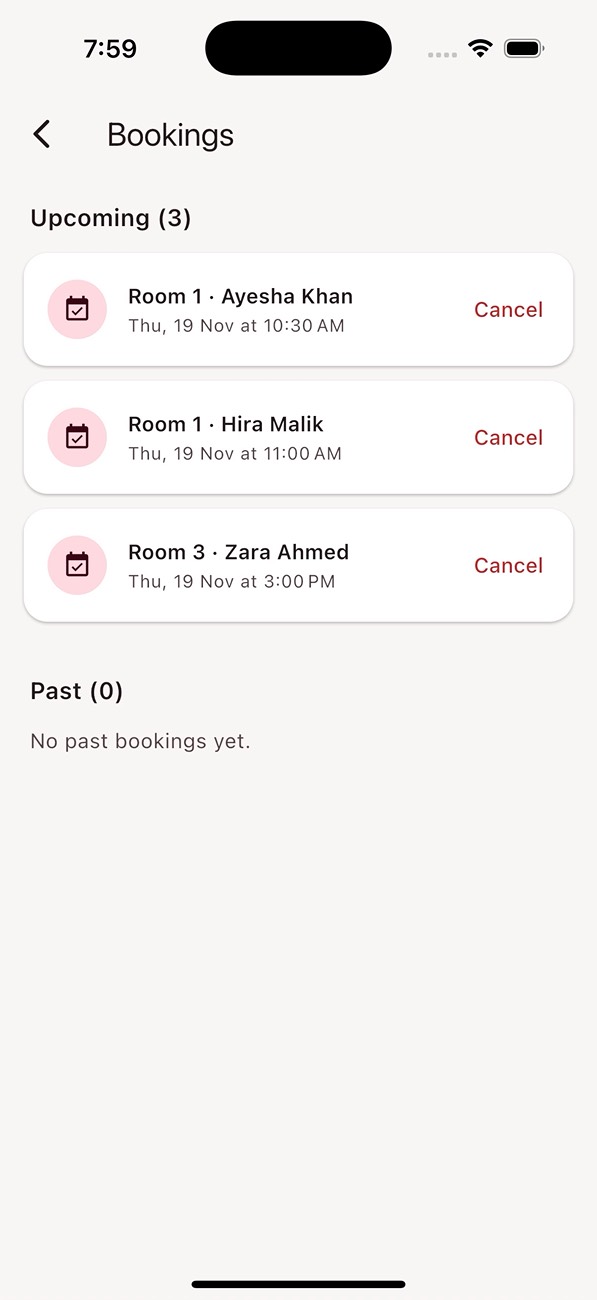 7:59
Bookings
Upcoming (3)
Room 1 · Ayesha Khan
Thu, 19 Nov at 10:30 AM
Cancel
Room 1 · Hira Malik
Thu, 19 Nov at 11:00 AM
Cancel
Room 3 · Zara Ahmed
Thu, 19 Nov at 3:00 PM
Cancel
Past (0)
No past bookings yet.